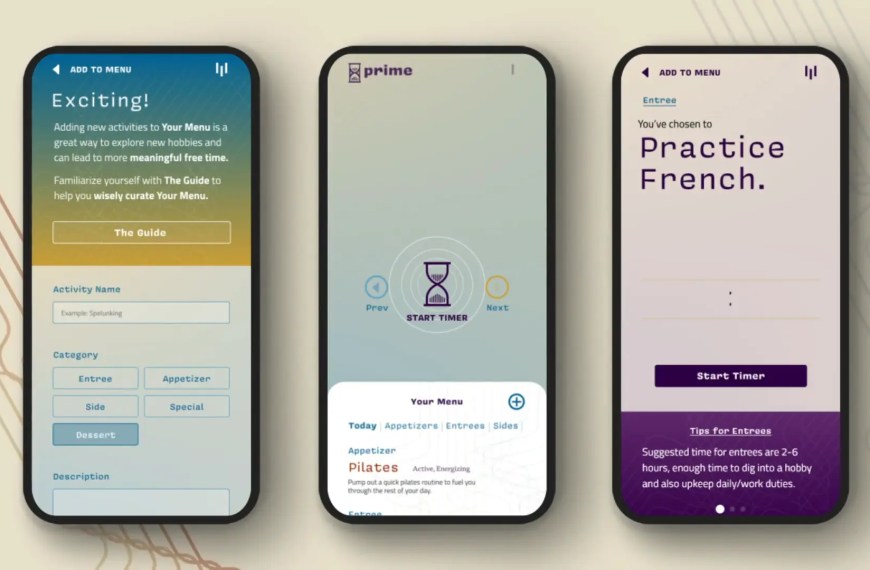 ADD TO MENU
Exciting!
Adding new activities to Your Menu is a
great way to explore new hobbies and
can lead to more meaningful free time.
Familiarize yourself with The Guide to
help you wisely curate Your Menu.
The Guide
Activity Name
Example: Spelunking
Category
Entree
Appetizer
Side
Special
Dessert
Description
prime
Prev
START TIMER
Next
Your Menu
Today | Appetizers | Entrees | Sides |
Appetizer
Pilates Active, Energizing
Pump out a quick pilates routine to fuel you
through the rest of your day.
Entree
ADD TO MENU
Entree
You've chosen to
Practice
French.
:
Start Timer
Tips for Entrees
Suggested time for entrees are 2-6
hours, enough time to dig into a hobby
and also upkeep daily/work duties.